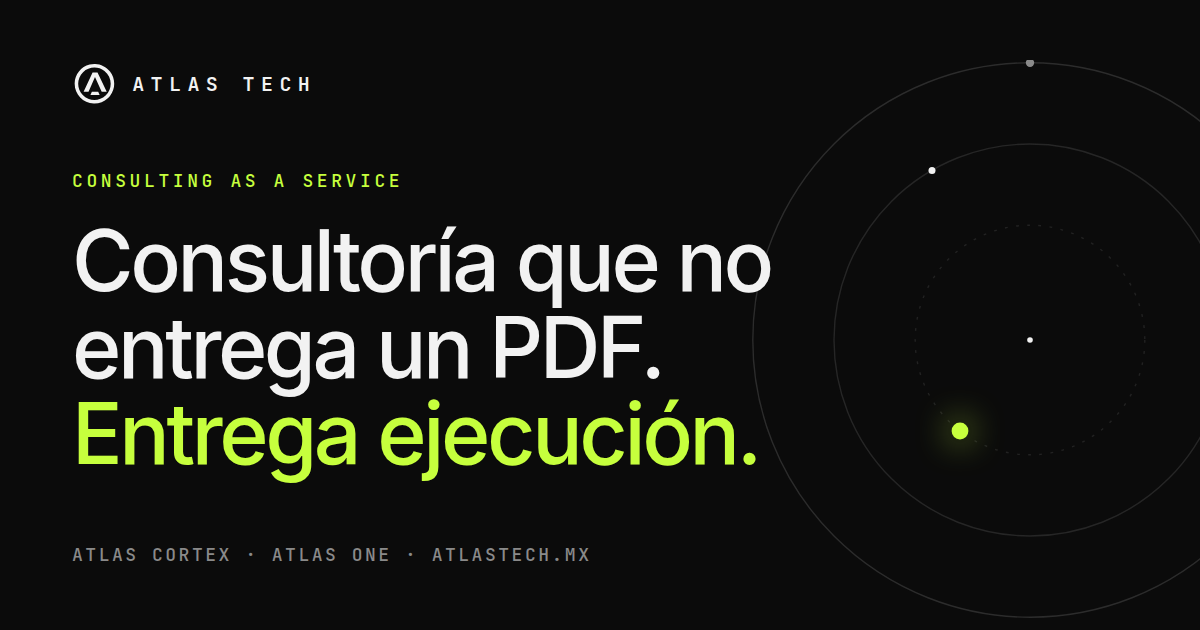 ATLAS TECH
CONSULTING AS A SERVICE
Consultoría que no
entrega un PDF.
Entrega ejecución.
ATLAS CORTEX · ATLAS ONE · ATLASTECH.MX